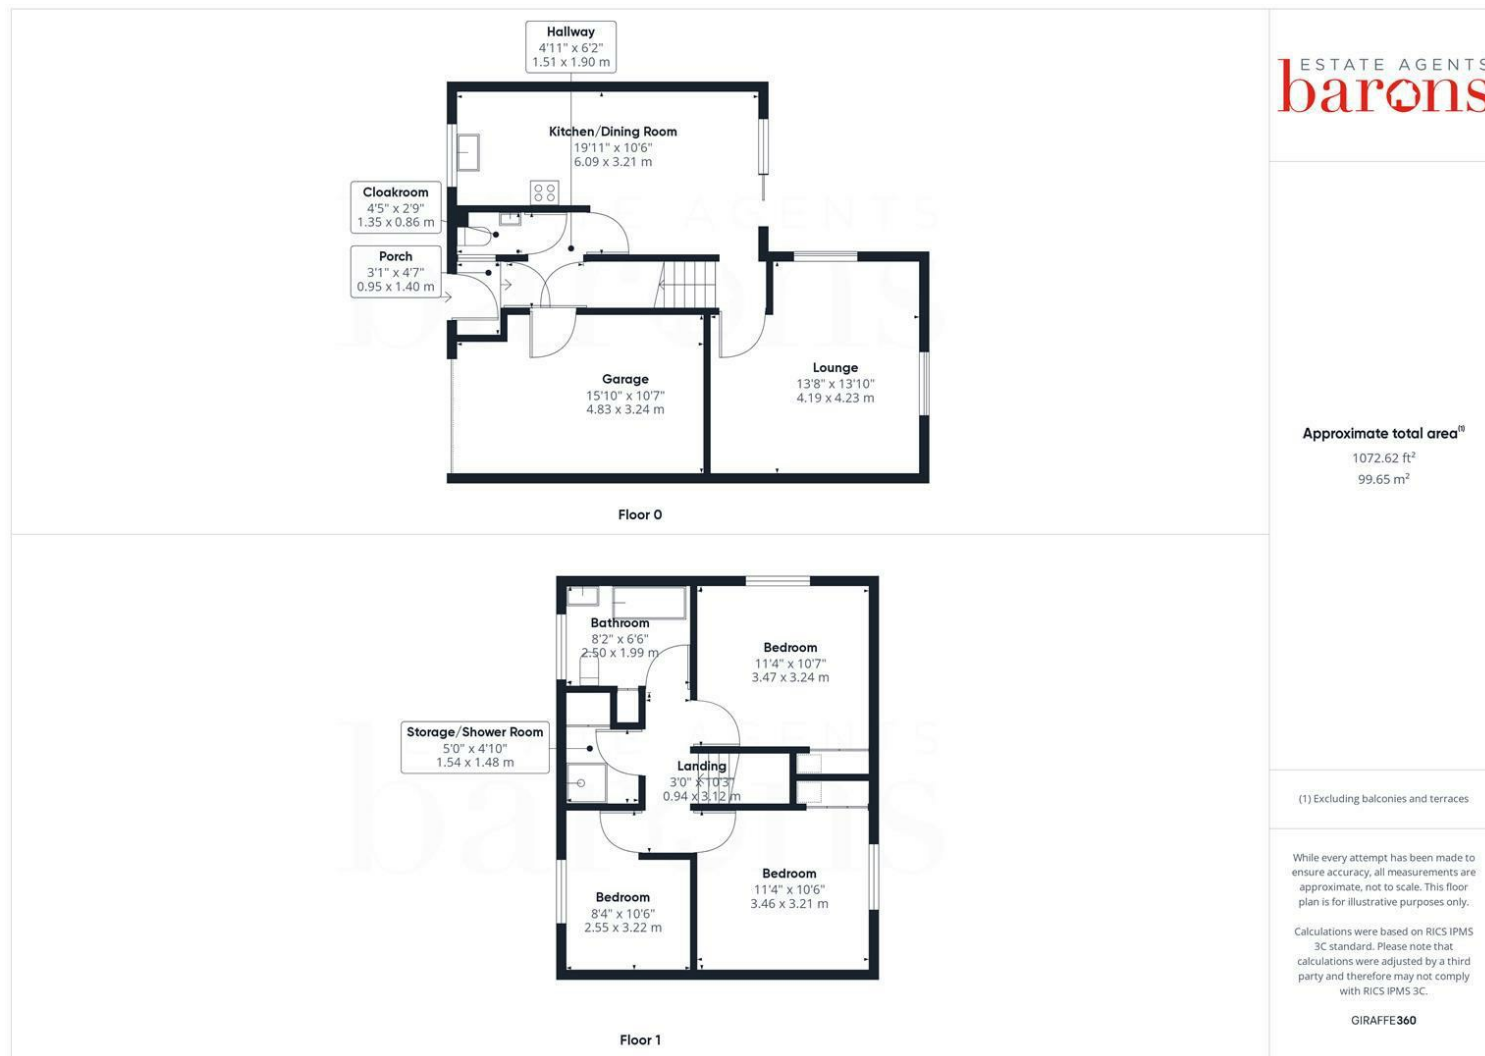 Hallway
4'11" x 6'2"
1.51 x 1.90 m
Kitchen/Dining Room
19'11" x 10'6"
6.09 x 3.21 m
Cloakroom
4'5" x 2'9"
1.35 x 0.86 m
Porch
3'1" x 4'7"
0.95 x 1.40 m
Garage
15'10" x 10'7"
4.83 x 3.24 m
Lounge
13'8" x 13'10"
4.19 x 4.23 m
Floor 0
Bathroom
8'2" x 6'6"
2.50 x 1.99 m
Bedroom
11'4" x 10'7"
3.47 x 3.24 m
Storage/Shower Room
5'0" x 4'10"
1.54 x 1.48 m
Landing
3'0" x 10'3"
0.94 x 3.12 m
Bedroom
8'4" x 10'6"
2.55 x 3.22 m
Bedroom
11'4" x 10'6"
3.46 x 3.21 m
Floor 1
ESTATE AGENTS
barons
Approximate total area(1)
1072.62 ft²
99.65 m²
(1) Excluding balconies and terraces
While every attempt has been made to
ensure accuracy, all measurements are
approximate, not to scale. This floor
plan is for illustrative purposes only.
Calculations were based on RICS IPMS
3C standard. Please note that
calculations were adjusted by a third
party and therefore may not comply
with RICS IPMS 3C.
GIRAFFE360